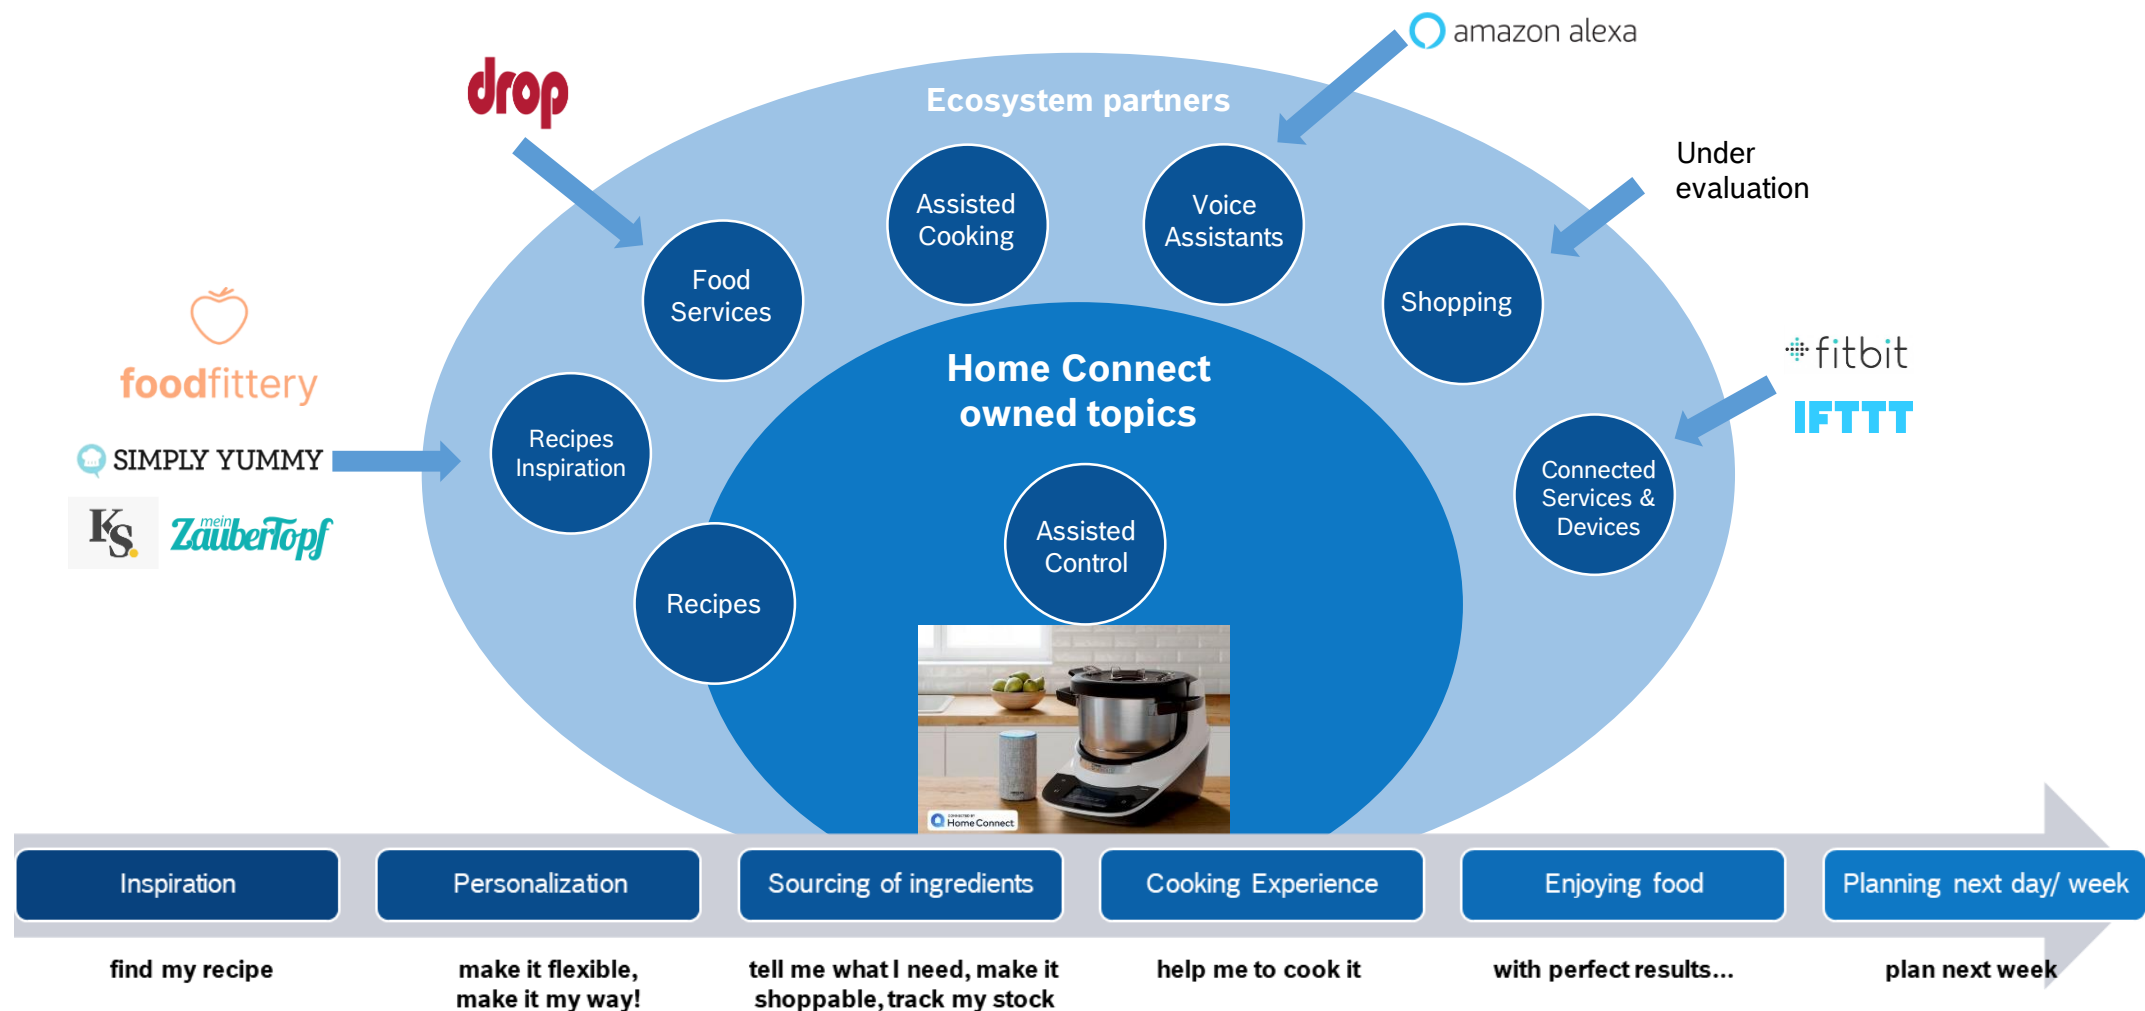 amazon alexa
drop
Ecosystem partners
Under
evaluation
Assisted
Cooking
Voice
Assistants
Food
Services
Shopping
foodfittery
fitbit
IFTTT
Home Connect
owned topics
Recipes
Inspiration
SIMPLY YUMMY
Connected
Services &
Devices
KS.
mein
ZauberTopf
Assisted
Control
Recipes
Home Connect
Inspiration
Personalization
Sourcing of ingredients
Cooking Experience
Enjoying food
Planning next day/ week
find my recipe
make it flexible,
make it my way!
tell me what I need, make it
shoppable, track my stock
help me to cook it
with perfect results...
plan next week